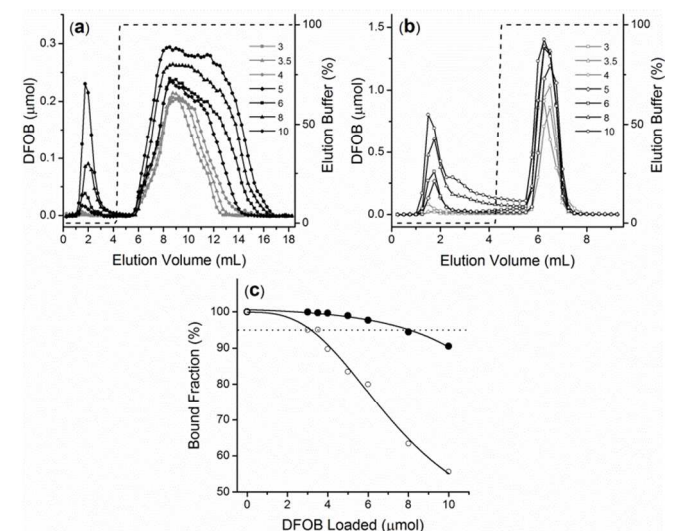 (a)
0.3
0.2
0.1
0.0
DFOB (μmol)
0 2 4 6 8 10 12 14 16 18
Elution Volume (mL)
100
50
0
Elution Buffer (%)
3
3.5
4
5
6
8
10
(b)
1.5
1.0
0.5
0.0
DFOB (μmol)
0 2 4 6 8
Elution Volume (mL)
100
50
0
Elution Buffer (%)
3
3.5
4
5
6
8
10
(c)
100
90
80
70
60
50
Bound Fraction (%)
0 2 4 6 8 10
DFOB Loaded (μmol)